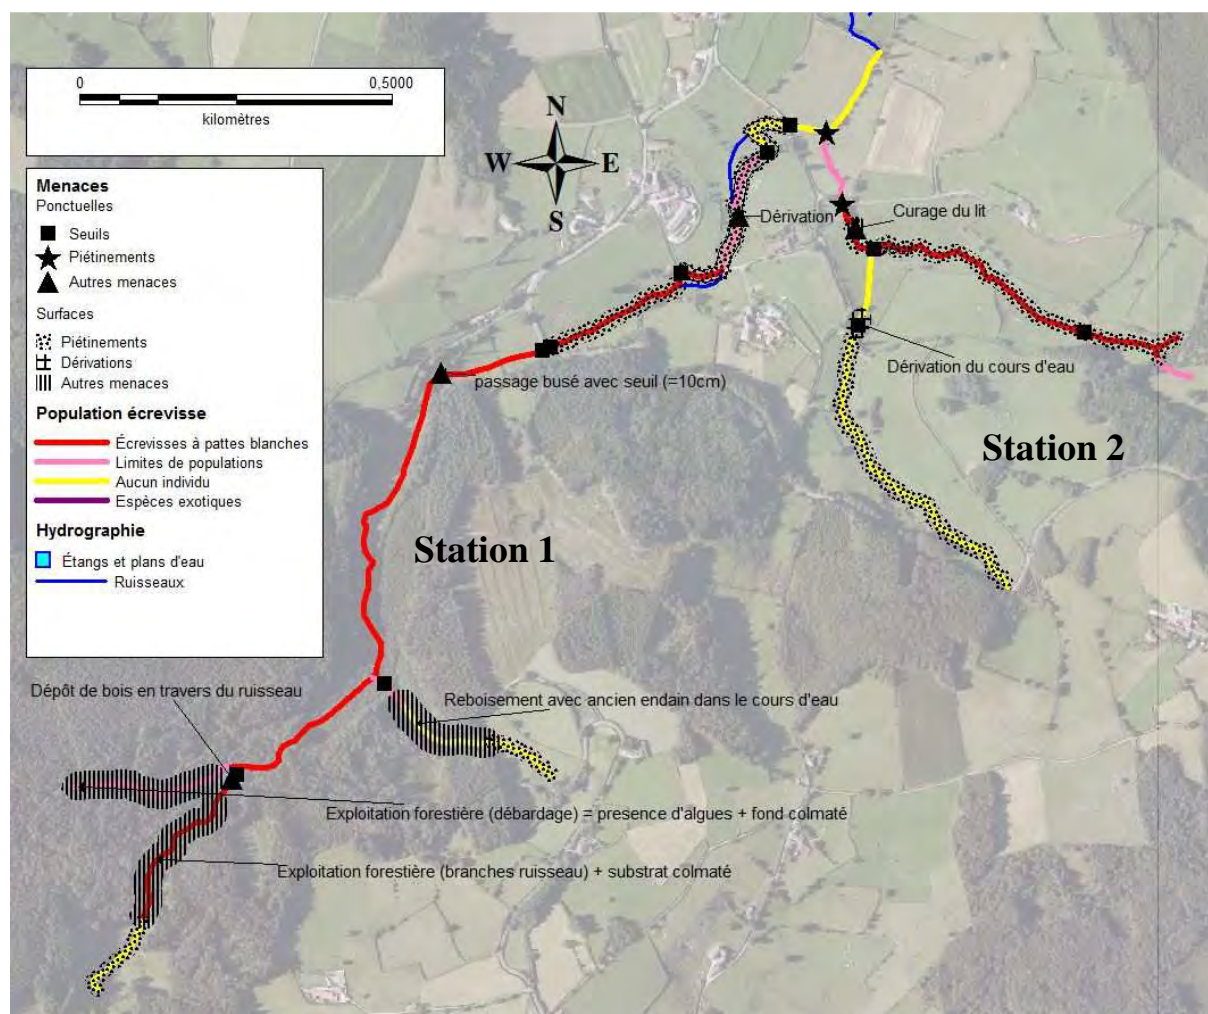 0 0,5000
kilomètres
N
W E
S
Menaces
Ponctuelles
Seuils
Piétinements
Autres menaces
Surfaces
Piétinements
Dérivations
Autres menaces
Population écrevisse
Écrevisses à pattes blanches
Limites de populations
Aucun individu
Espèces exotiques
Hydrographie
Étangs et plans d'eau
Ruisseaux
Dérivation
Curage du lit
Dérivation du cours d'eau
passage busé avec seuil (=10cm)
Station 2
Station 1
Dépôt de bois en travers du ruisseau
Reboisement avec ancien endain dans le cours d'eau
Exploitation forestière (débardage) = presence d'algues + fond colmaté
Exploitation forestière (branches ruisseau) + substrat colmaté